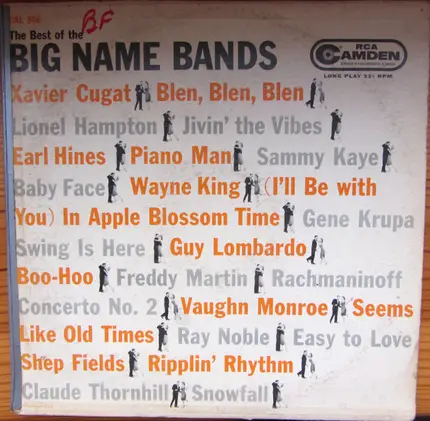 CAL 368
BF
The Best of the
BIG NAME BANDS
RCA
CAMDEN
LONG PLAY 33⅓ RPM
Xavier Cugat Blen, Blen, Blen
Lionel Hampton Jivin' the Vibes
Earl Hines Piano Man Sammy Kaye
Baby Face Wayne King (I'll Be with
You) In Apple Blossom Time Gene Krupa
Swing Is Here Guy Lombardo
Boo-Hoo Freddy Martin Rachmaninoff
Concerto No. 2 Vaughn Monroe Seems
Like Old Times Ray Noble Easy to Love
Shep Fields Ripplin' Rhythm
Claude Thornhill Snowfall